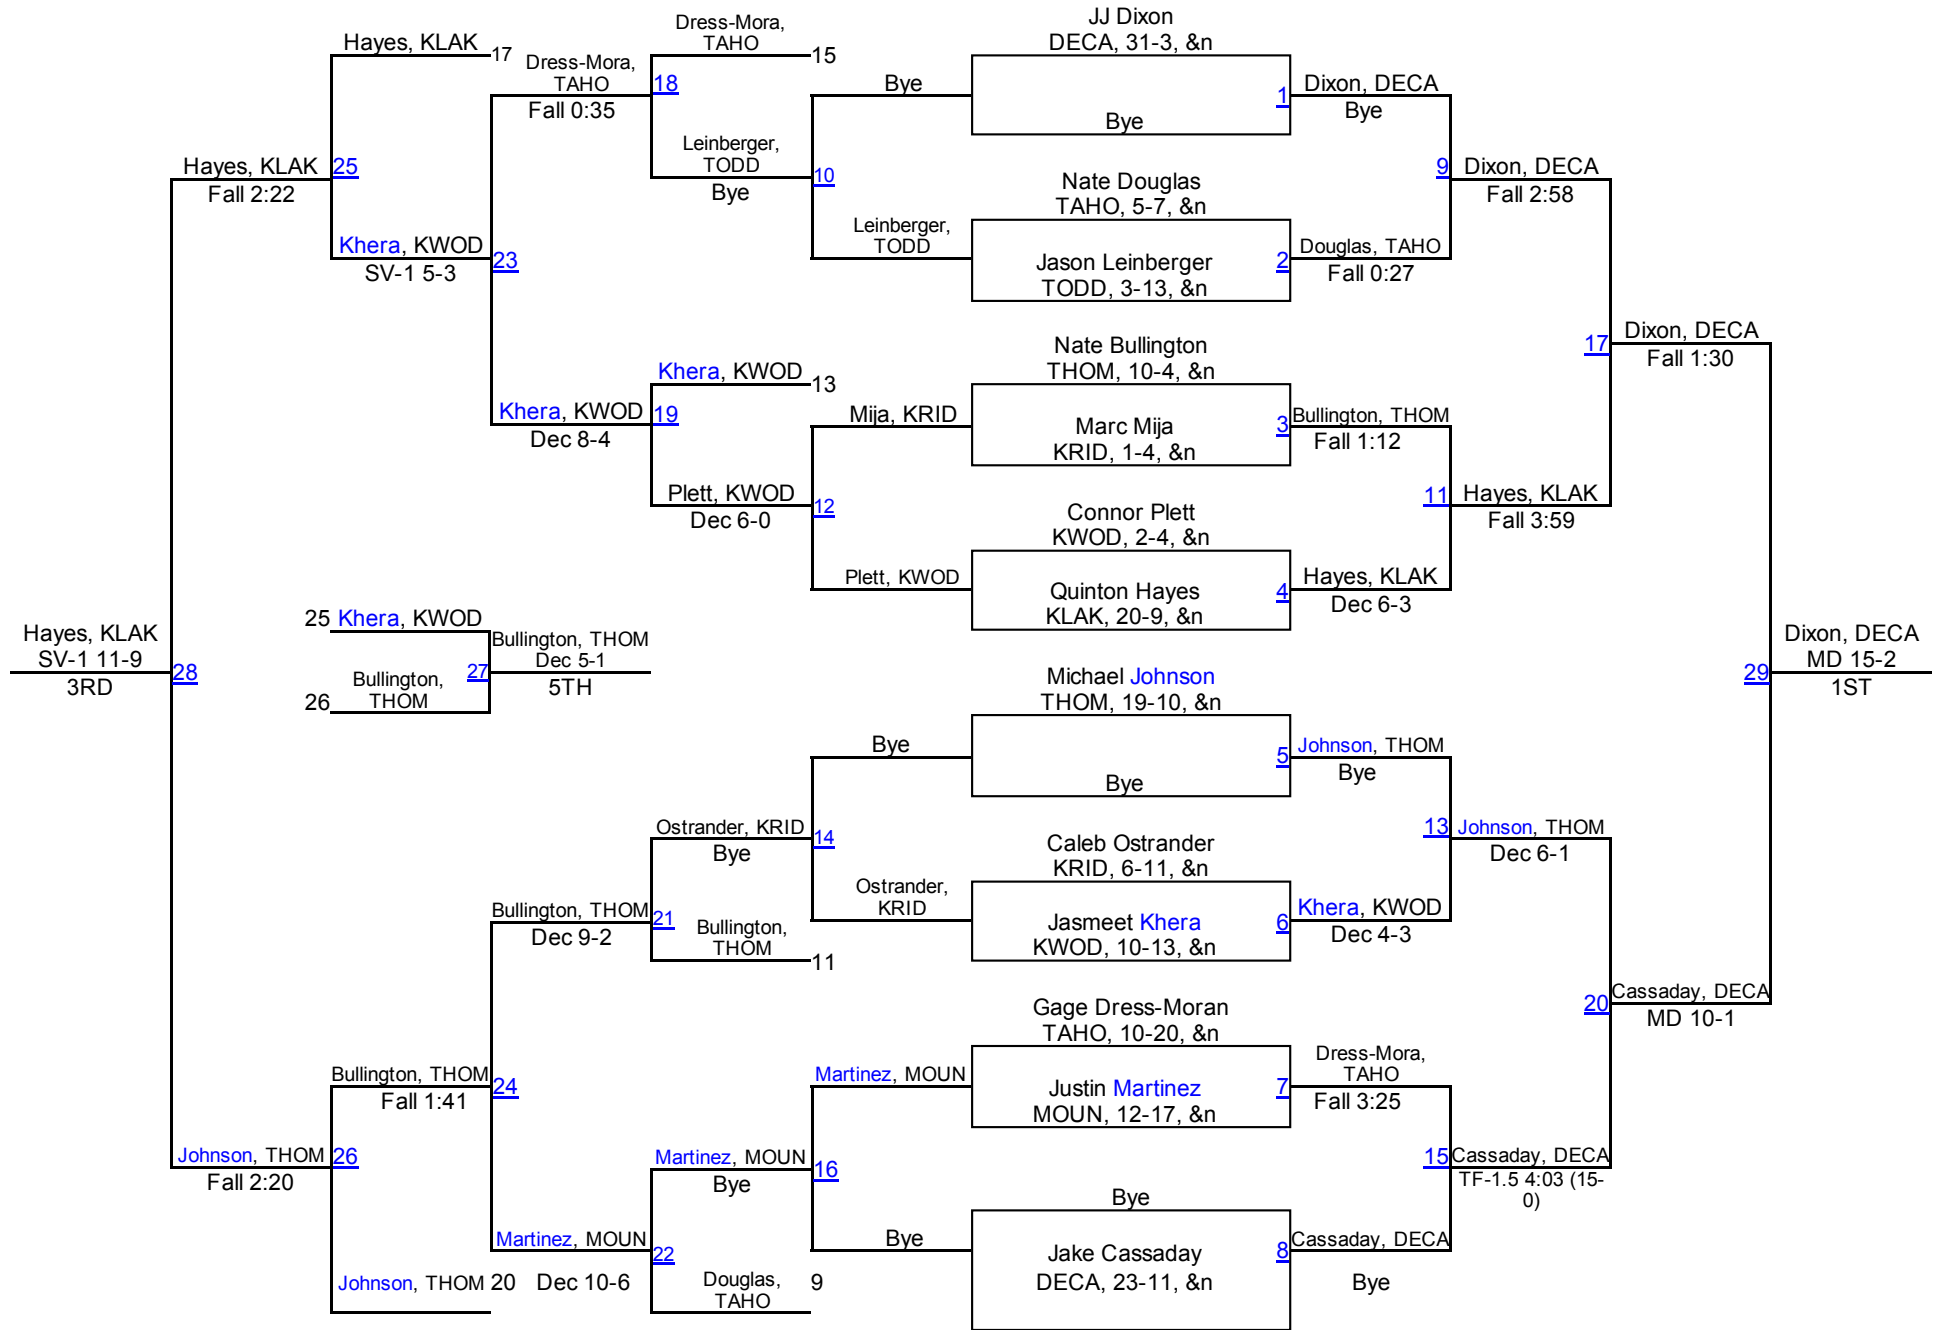 JJ Dixon
DECA, 31-3, &n
Bye
Nate Douglas
TAHO, 5-7, &n
Jason Leinberger
TODD, 3-13, &n
Nate Bullington
THOM, 10-4, &n
Marc Mija
KRID, 1-4, &n
Connor Plett
KWOD, 2-4, &n
Quinton Hayes
KLAK, 20-9, &n
Michael Johnson
THOM, 19-10, &n
Bye
Caleb Ostrander
KRID, 6-11, &n
Jasmeet Khera
KWOD, 10-13, &n
Gage Dress-Moran
TAHO, 10-20, &n
Justin Martinez
MOUN, 12-17, &n
Bye
Jake Cassaday
DECA, 23-11, &n
1
Dixon, DECA
Bye
2
Douglas, TAHO
Fall 0:27
3
Bullington, THOM
Fall 1:12
4
Hayes, KLAK
Dec 6-3
5
Johnson, THOM
Bye
6
Khera, KWOD
Dec 4-3
7
Dress-Mora,
TAHO
Fall 3:25
8
Cassaday, DECA
Bye
9
Dixon, DECA
Fall 2:58
11
Hayes, KLAK
Fall 3:59
13
Johnson, THOM
Dec 6-1
15
Cassaday, DECA
TF-1.5 4:03 (15-
0)
17
Dixon, DECA
Fall 1:30
20
Cassaday, DECA
MD 10-1
29
Dixon, DECA
MD 15-2
1ST
Bye
Leinberger,
TODD
10
Mija, KRID
Plett, KWOD
12
Bye
Ostrander,
KRID
14
Martinez, MOUN
Bye
16
Dress-Mora,
TAHO
15
Leinberger,
TODD
Bye
18
Khera, KWOD
13
Plett, KWOD
Dec 6-0
19
Ostrander, KRID
Bye
Bullington,
THOM
11
21
Martinez, MOUN
Bye
Douglas,
TAHO
9
22
Dress-Mora,
TAHO
Fall 0:35
Khera, KWOD
Dec 8-4
23
Bullington, THOM
Dec 9-2
Martinez, MOUN
Dec 10-6
24
Hayes, KLAK
17
Khera, KWOD
SV-1 5-3
25
Bullington, THOM
Fall 1:41
Johnson, THOM
20
26
Hayes, KLAK
Fall 2:22
Johnson, THOM
Fall 2:20
28
Hayes, KLAK
SV-1 11-9
3RD
25
Khera, KWOD
26
Bullington,
THOM
27
Bullington, THOM
Dec 5-1
5TH